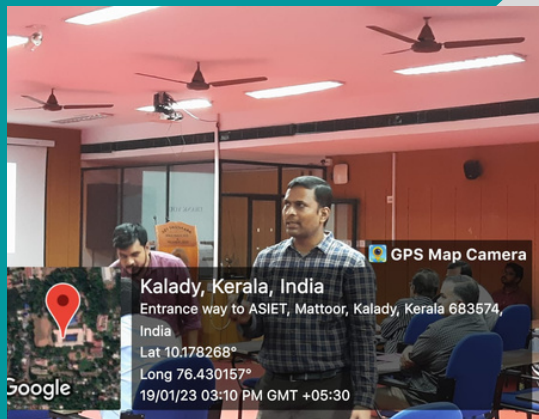 GPS Map Camera
Kalady, Kerala, India
Entrance way to ASIET, Mattoor, Kalady, Kerala 683574,
India
Lat 10.178268°
Long 76.430157°
19/01/23 03:10 PM GMT +05:30
Google